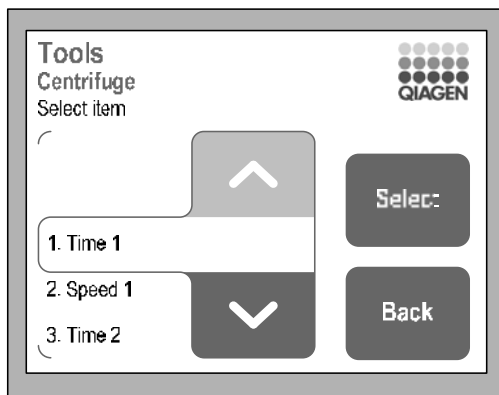 Tools
Centrifuge
Select item
QIAGEN
1. Time 1
2. Speed 1
3. Time 2
Select
Back